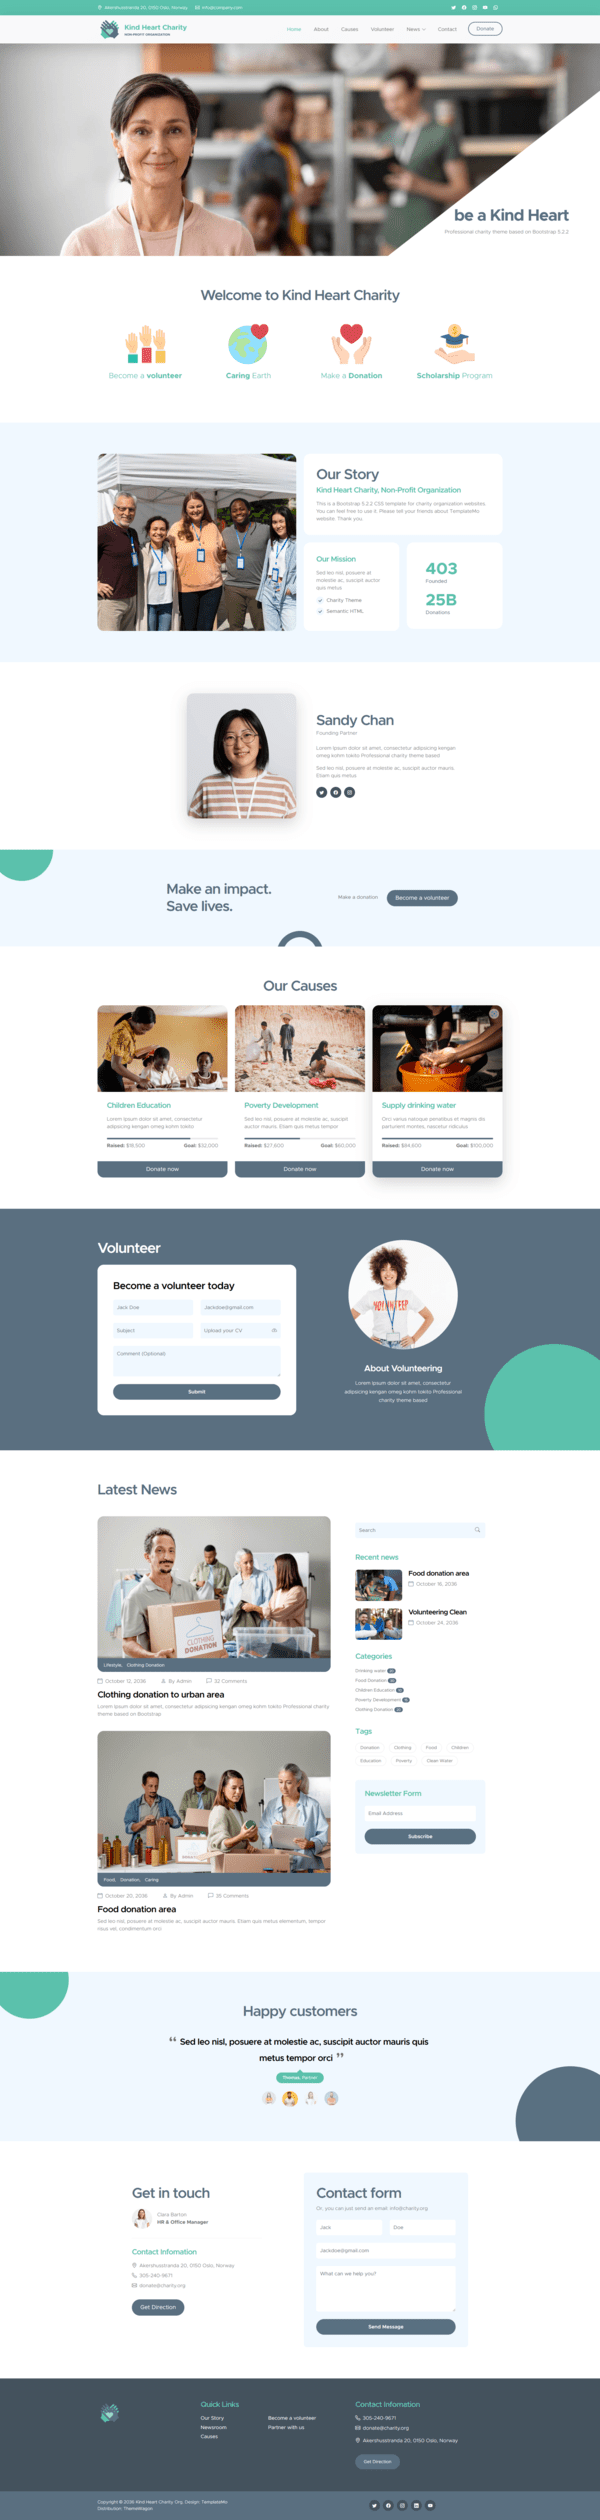 Akershusstranda 20, 0150 Oslo, Norway
info@company.com
Kind Heart Charity
NON-PROFIT ORGANIZATION
Home
About
Causes
Volunteer
News
Contact
Donate
be a Kind Heart
Professional charity theme based on Bootstrap 5.2.2
Welcome to Kind Heart Charity
Become a volunteer
Caring Earth
Make a Donation
Scholarship Program
Our Story
Kind Heart Charity, Non-Profit Organization
This is a Bootstrap 5.2.2 CSS template for charity organization websites.
You can feel free to use it. Please tell your friends about TemplateMo
website. Thank you.
Our Mission
Sed leo nisl, posuere at
molestie ac, suscipit auctor
quis metus
Charity Theme
Semantic HTML
403
Founded
25B
Donations
Sandy Chan
Founding Partner
Lorem ipsum dolor sit amet, consectetur adipsicing kengan
omeg kohm tokito Professional charity theme based
Sed leo nisl, posuere at molestie ac, suscipit auctor mauris.
Etiam quis metus
Make an impact.
Save lives.
Make a donation
Become a volunteer
Our Causes
Children Education
Lorem Ipsum dolor sit amet, consectetur
adipsicing kengan omeg kohm tokito
Raised: $18,500
Goal: $32,000
Donate now
Poverty Development
Sed leo nisl, posuere at molestie ac, suscipit
auctor mauris. Etiam quis metus tempor
Raised: $27,600
Goal: $60,000
Donate now
Supply drinking water
Orci varius natoque penatibus et magnis dis
parturient montes, nascetur ridiculus
Raised: $84,600
Goal: $100,000
Donate now
Volunteer
Become a volunteer today
Jack Doe
Jackdoe@gmail.com
Subject
Upload your CV
Comment (Optional)
Submit
VOLUNTEER
About Volunteering
Lorem ipsum dolor sit amet, consectetur
adipsicing kengan omeg kohm tokito Professional
charity theme based
Latest News
CLOTHING
DONATION
Lifestyle,
Clothing Donation
October 12, 2036
By Admin
32 Comments
Clothing donation to urban area
Lorem Ipsum dolor sit amet, consectetur adipsicing kengan omeg kohm tokito Professional charity
theme based on Bootstrap
Food,
Donation,
Caring
October 20, 2036
By Admin
35 Comments
Food donation area
Sed leo nisl, posuere at molestie ac, suscipit auctor mauris. Etiam quis metus elementum, tempor
risus vel, condimentum orci
Search
Recent news
Food donation area
October 16, 2036
Volunteering Clean
October 24, 2036
Categories
Drinking water
Food Donation
Children Education
Poverty Development
Clothing Donation
Tags
Donation
Clothing
Food
Children
Education
Poverty
Clean Water
Newsletter Form
Email Address
Subscribe
Happy customers
“ Sed leo nisl, posuere at molestie ac, suscipit auctor mauris quis
metus tempor orci ”
Thomas, Partner
Get in touch
Clara Barton
HR & Office Manager
Contact Infomation
Akershusstranda 20, 0150 Oslo, Norway
305-240-9671
donate@charity.org
Get Direction
Contact form
Or, you can just send an email: info@charity.org
Jack
Doe
Jackdoe@gmail.com
What can we help you?
Send Message
Quick Links
Our Story
Newsroom
Causes
Become a volunteer
Partner with us
Contact Infomation
305-240-9671
donate@charity.org
Akershusstranda 20, 0150 Oslo, Norway
Get Direction
Copyright © 2036 Kind Heart Charity Org. Design: TemplateMo
Distribution: ThemeWagon